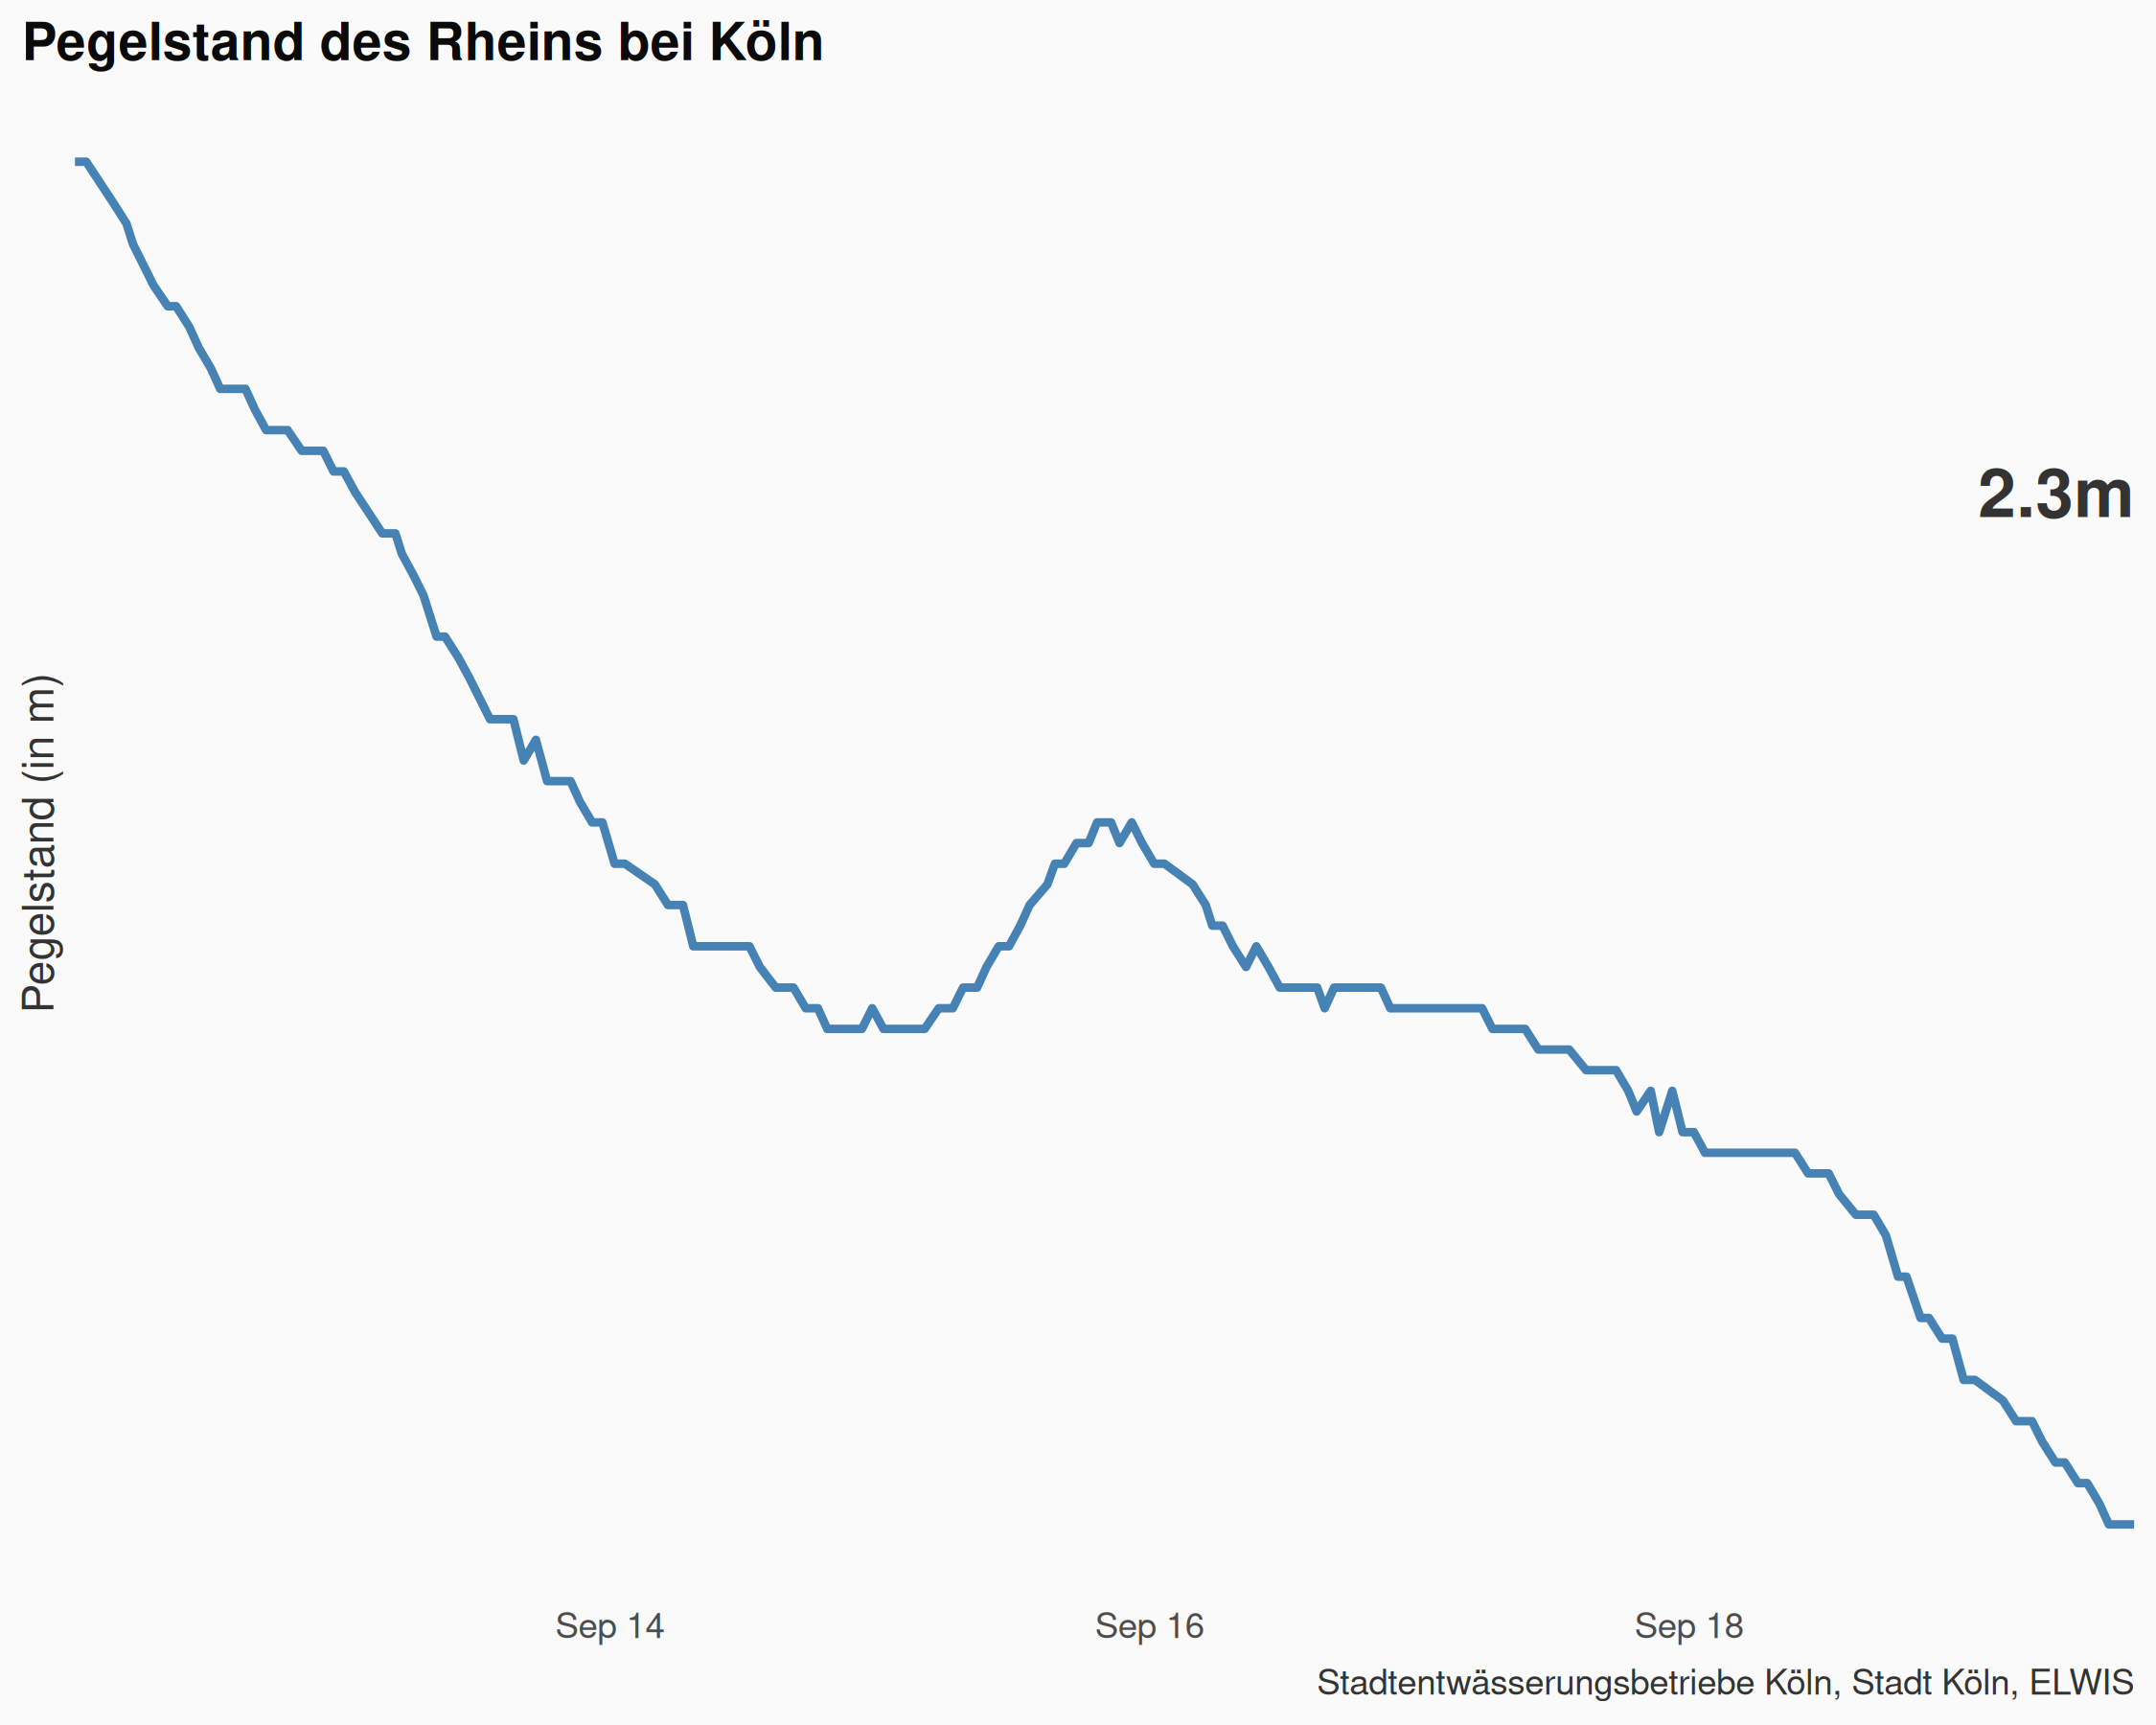 Pegelstand des Rheins bei Köln
2.3m
Pegelstand (in m)
Sep 14
Sep 16
Sep 18
Stadtentwässerungsbetriebe Köln, Stadt Köln, ELWIS